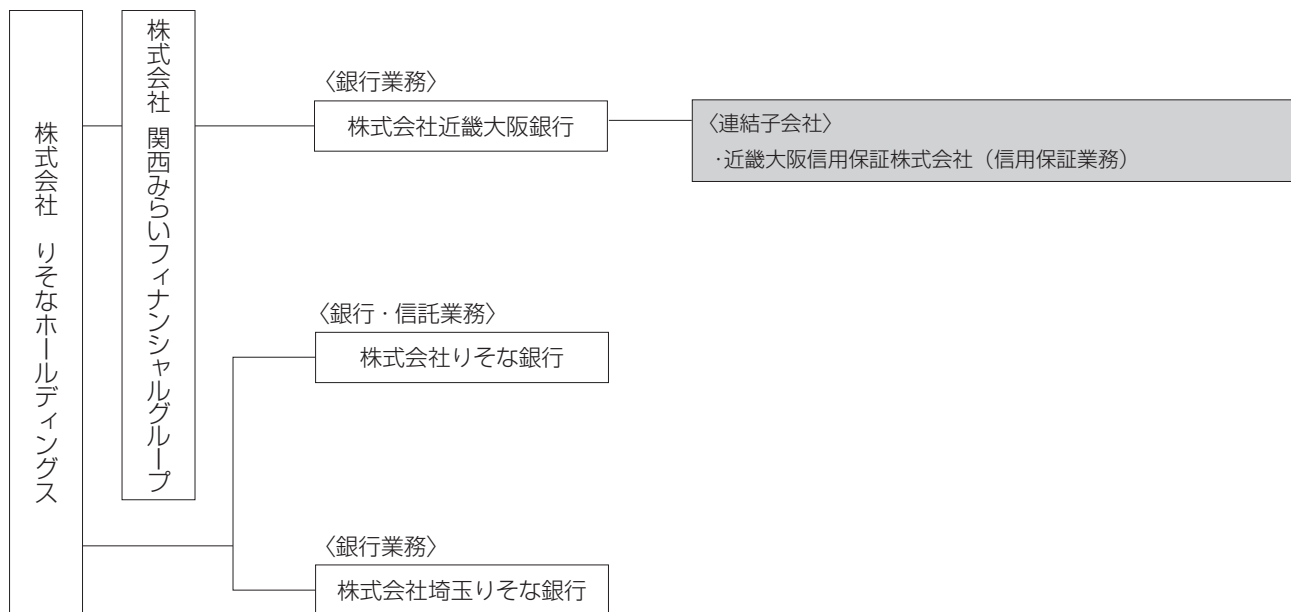 株式会社 りそなホールディングス
株式会社 関西みらいフィナンシャルグループ
〈銀行業務〉
株式会社近畿大阪銀行
〈連結子会社〉
・近畿大阪信用保証株式会社（信用保証業務）
〈銀行・信託業務〉
株式会社りそな銀行
〈銀行業務〉
株式会社埼玉りそな銀行